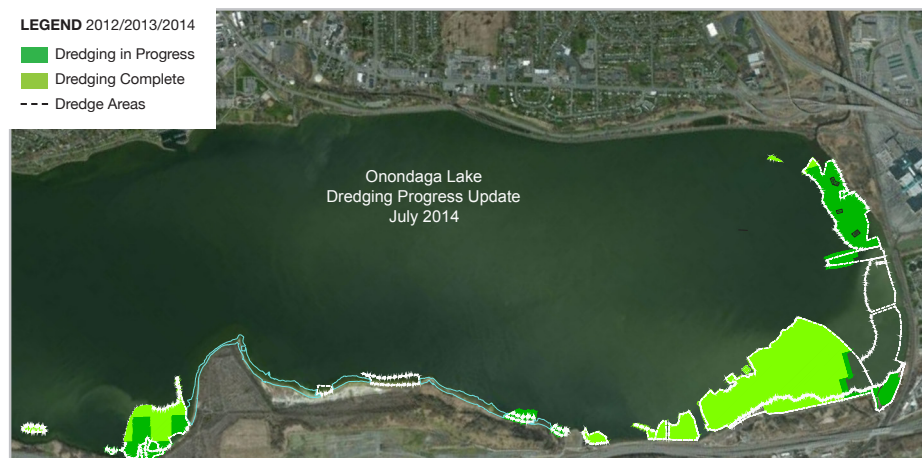 LEGEND 2012/2013/2014
Dredging in Progress
Dredging Complete
Dredge Areas
Onondaga Lake
Dredging Progress Update
July 2014